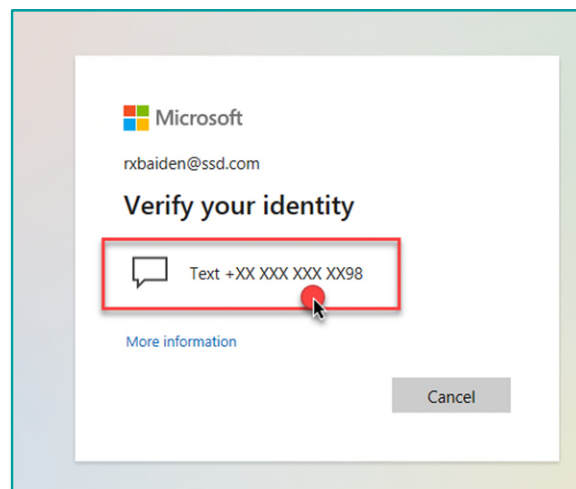 Microsoft
rxbaiden@ssd.com
Verify your identity
Text +XX XXX XXX XX98
More information
Cancel